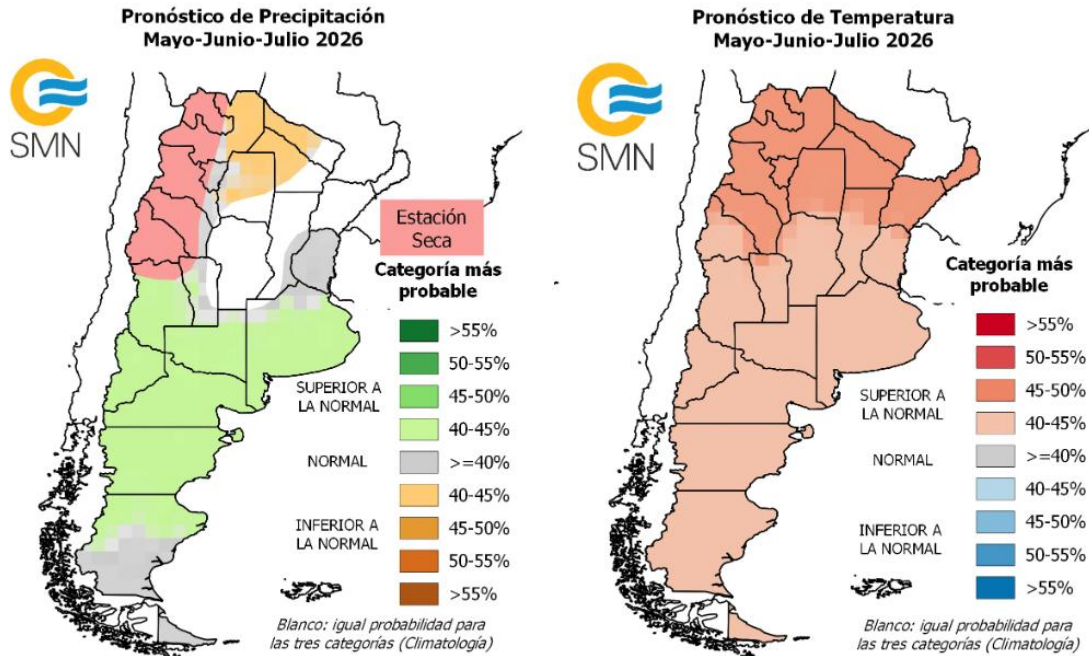 Pronóstico de Precipitación
Mayo-Junio-Julio 2026
SMN
Estación
Seca
Categoría más
probable
>55%
50-55%
45-50%
SUPERIOR A
LA NORMAL
40-45%
NORMAL
>=40%
40-45%
INFERIOR A
LA NORMAL
45-50%
50-55%
>55%
Blanco: igual probabilidad para
las tres categorías (Climatología)
Pronóstico de Temperatura
Mayo-Junio-Julio 2026
SMN
Categoría más
probable
>55%
50-55%
45-50%
SUPERIOR A
LA NORMAL
40-45%
NORMAL
>=40%
40-45%
INFERIOR A
LA NORMAL
45-50%
50-55%
>55%
Blanco: igual probabilidad para
las tres categorías (Climatología)